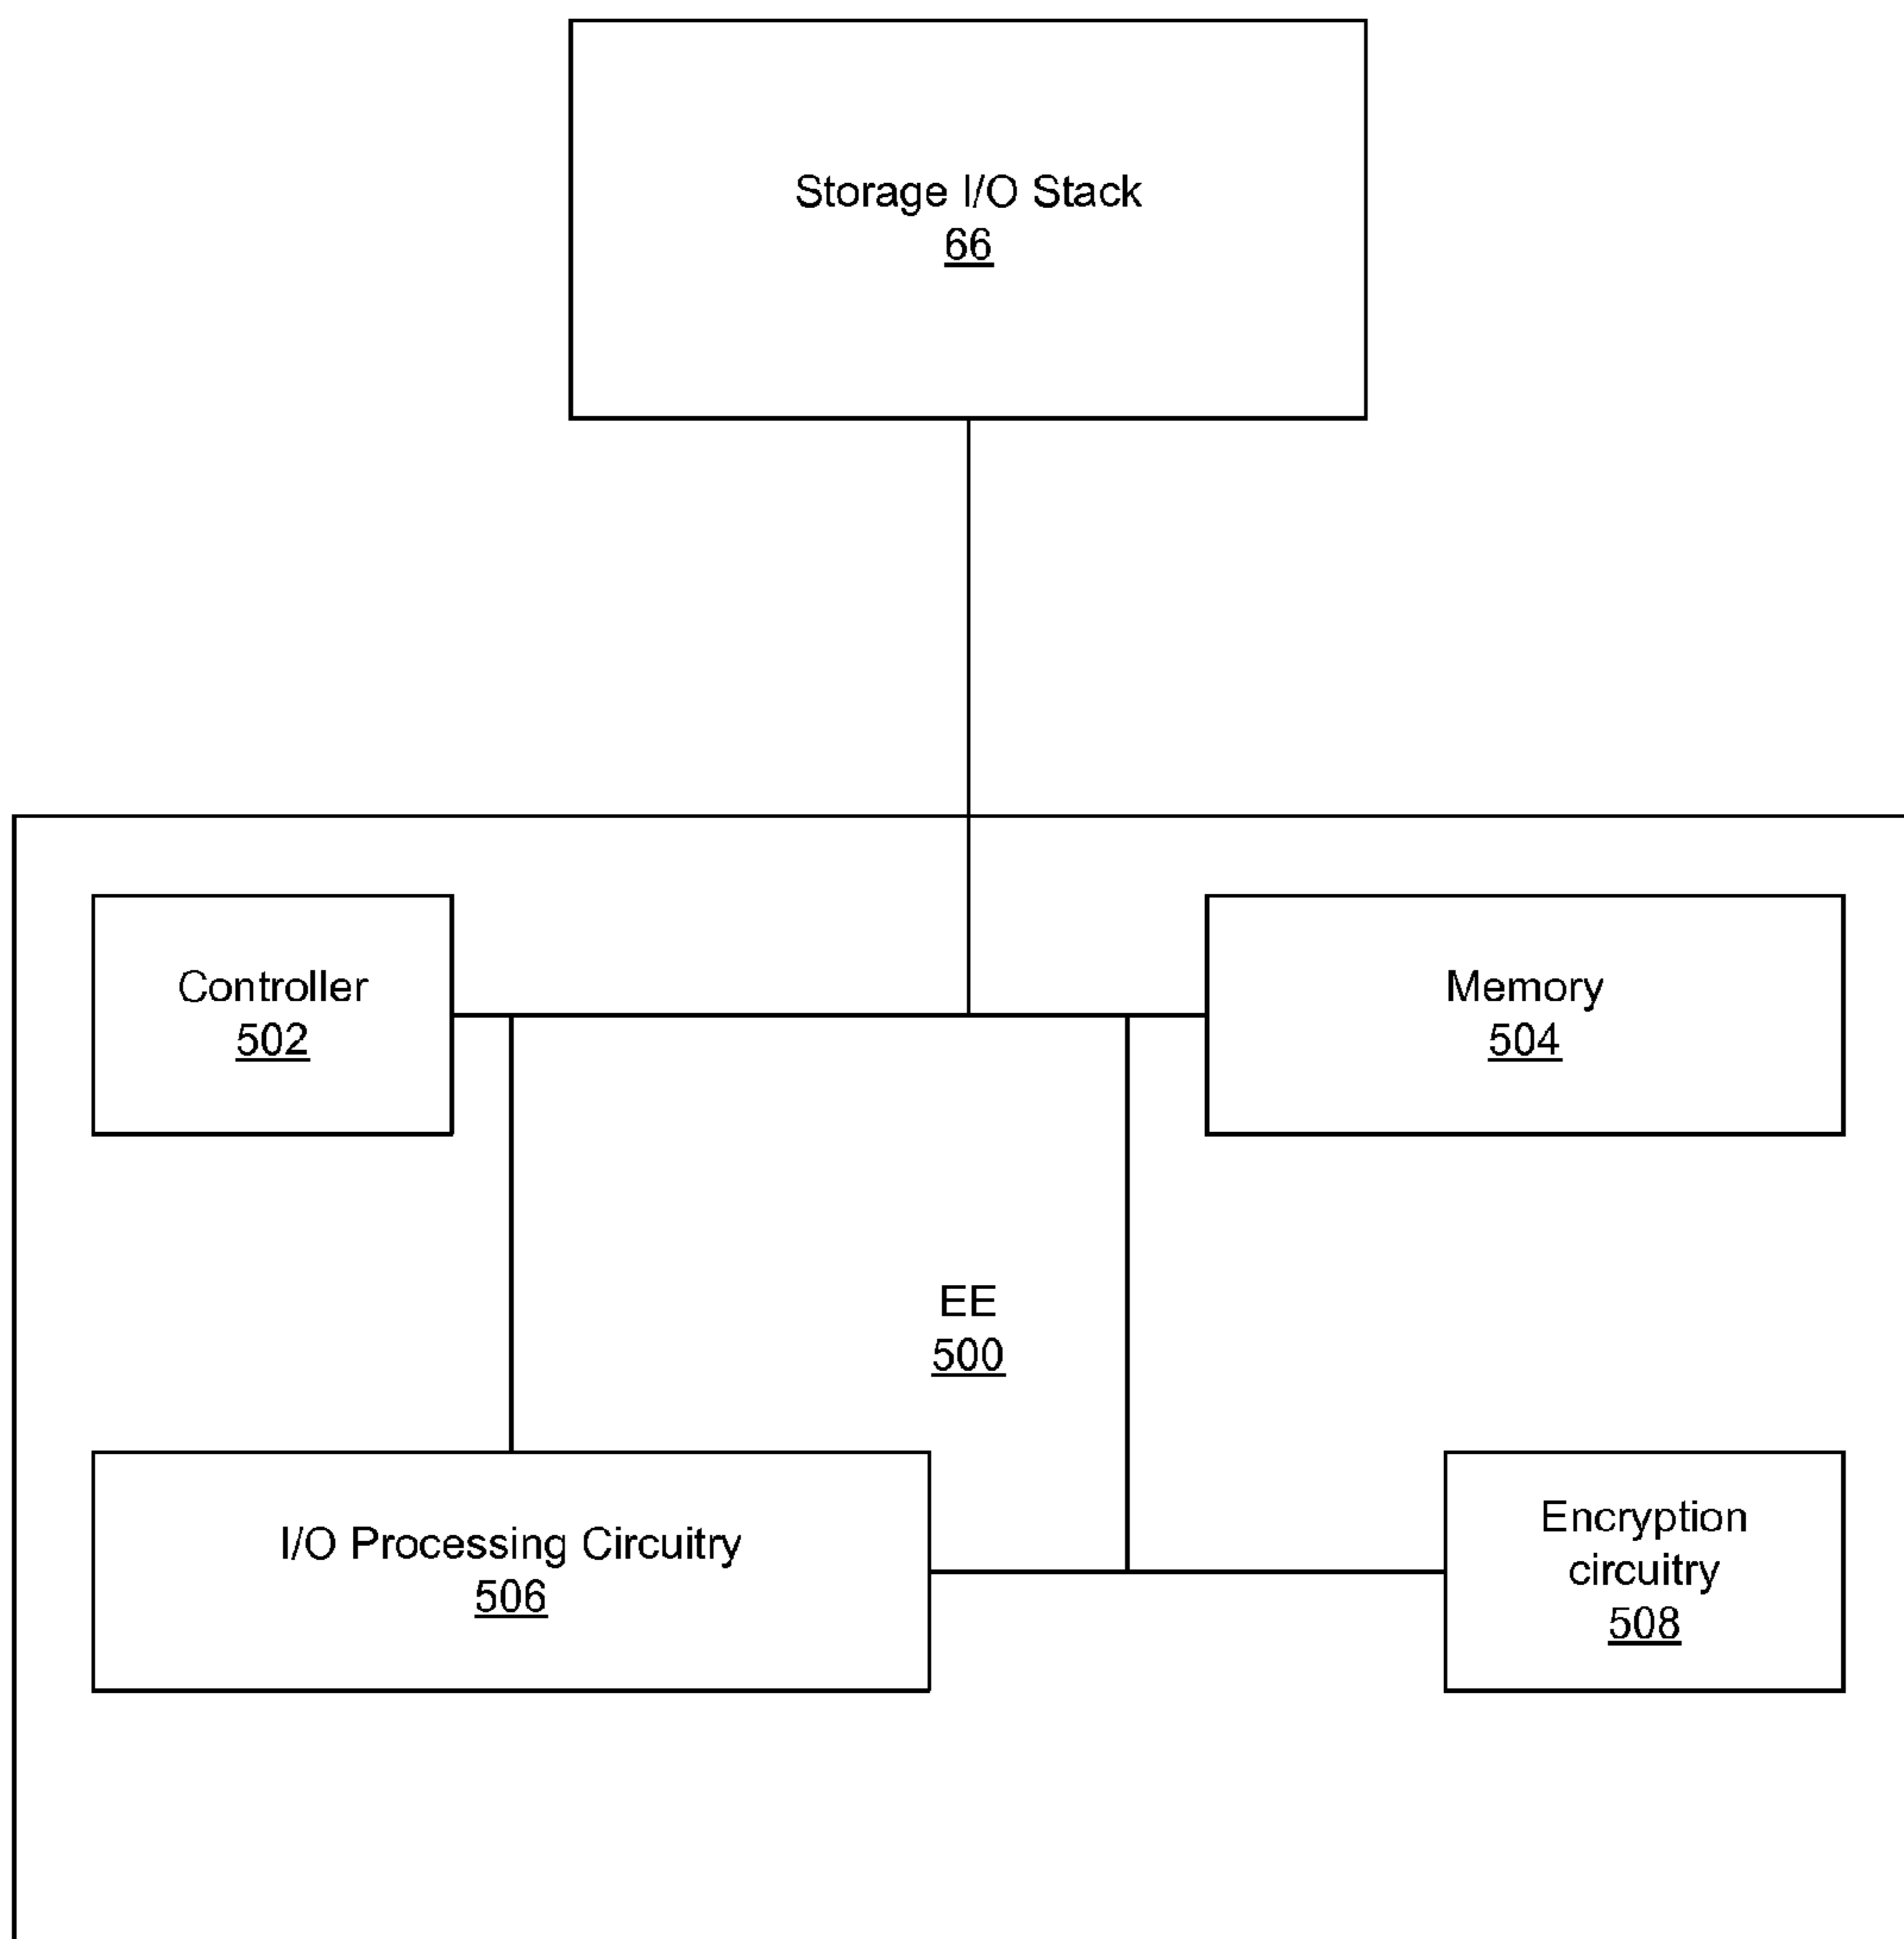 Storage I/O Stack
66
Controller
502
Memory
504
EE
500
I/O Processing Circuitry
506
Encryption
circuitry
508